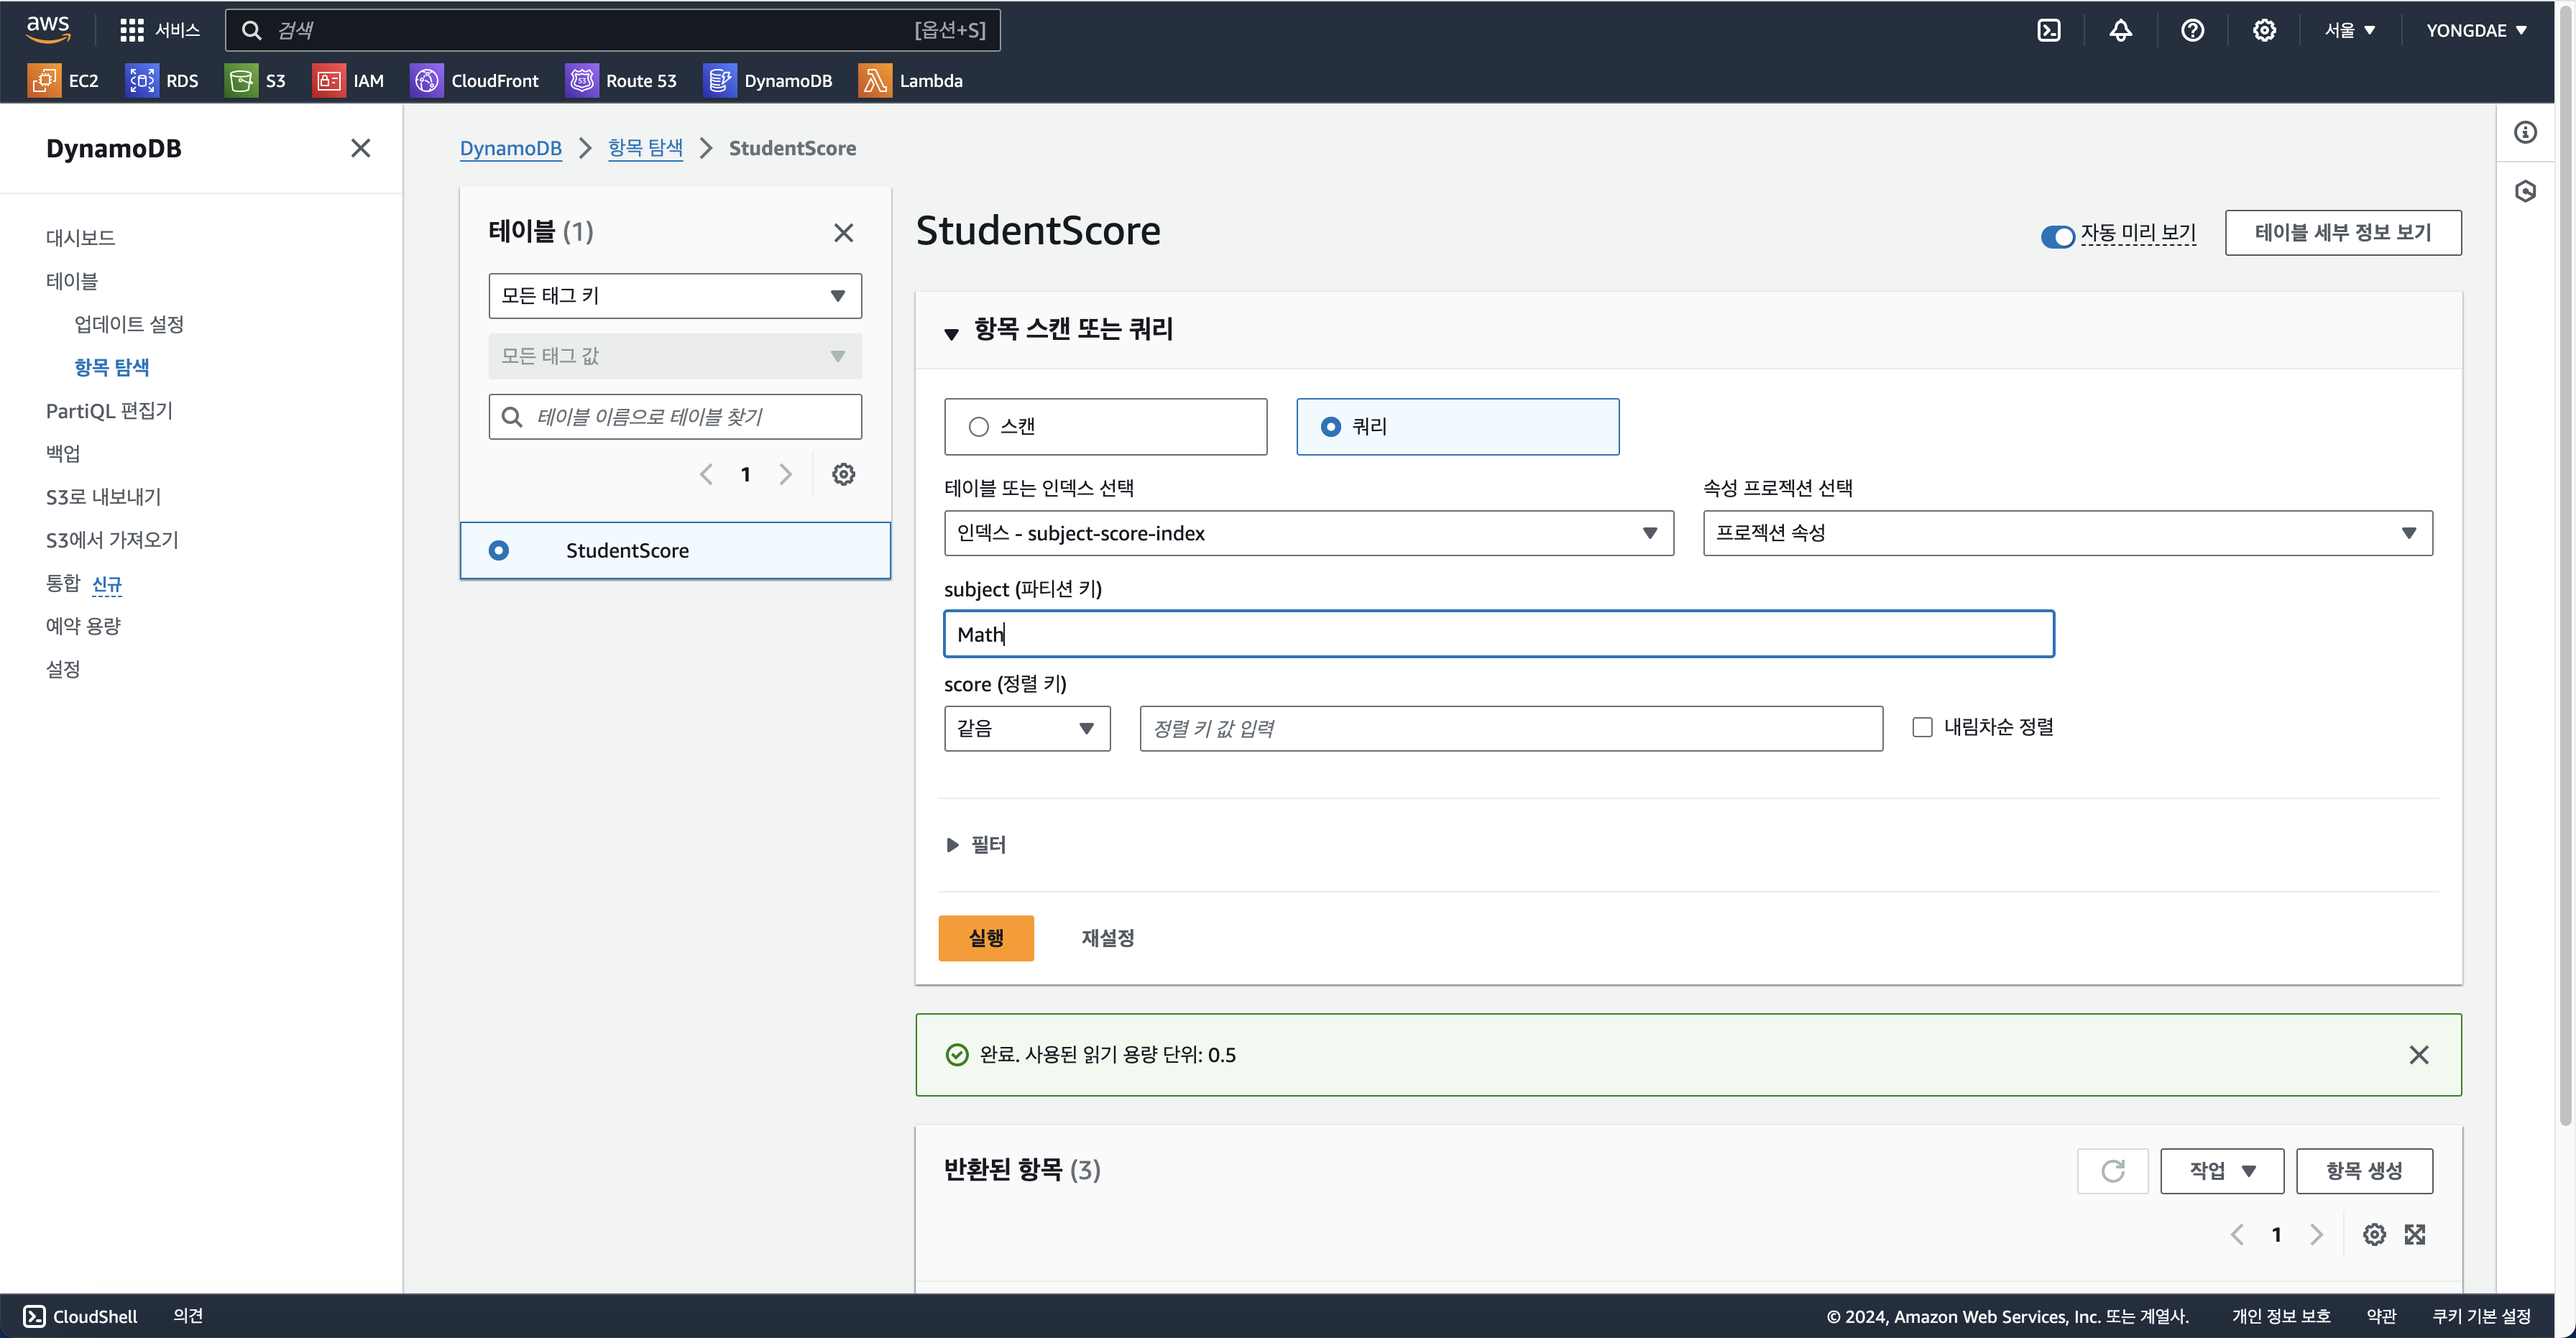 aws
서비스
검색
[옵션+S]
서울
YONGDAE
EC2
RDS
S3
IAM
CloudFront
Route 53
DynamoDB
Lambda
DynamoDB
대시보드
테이블
업데이트 설정
항목 탐색
PartiQL 편집기
백업
S3로 내보내기
S3에서 가져오기
통합 신규
예약 용량
설정
DynamoDB
항목 탐색
StudentScore
테이블 (1)
모든 태그 키
모든 태그 값
테이블 이름으로 테이블 찾기
1
StudentScore
StudentScore
자동 미리 보기
테이블 세부 정보 보기
항목 스캔 또는 쿼리
스캔
쿼리
테이블 또는 인덱스 선택
인덱스 - subject-score-index
속성 프로젝션 선택
프로젝션 속성
subject (파티션 키)
Math
score (정렬 키)
같음
정렬 키 값 입력
내림차순 정렬
필터
실행
재설정
완료. 사용된 읽기 용량 단위: 0.5
반환된 항목 (3)
작업
항목 생성
1
CloudShell
의견
© 2024, Amazon Web Services, Inc. 또는 계열사.
개인 정보 보호
약관
쿠키 기본 설정